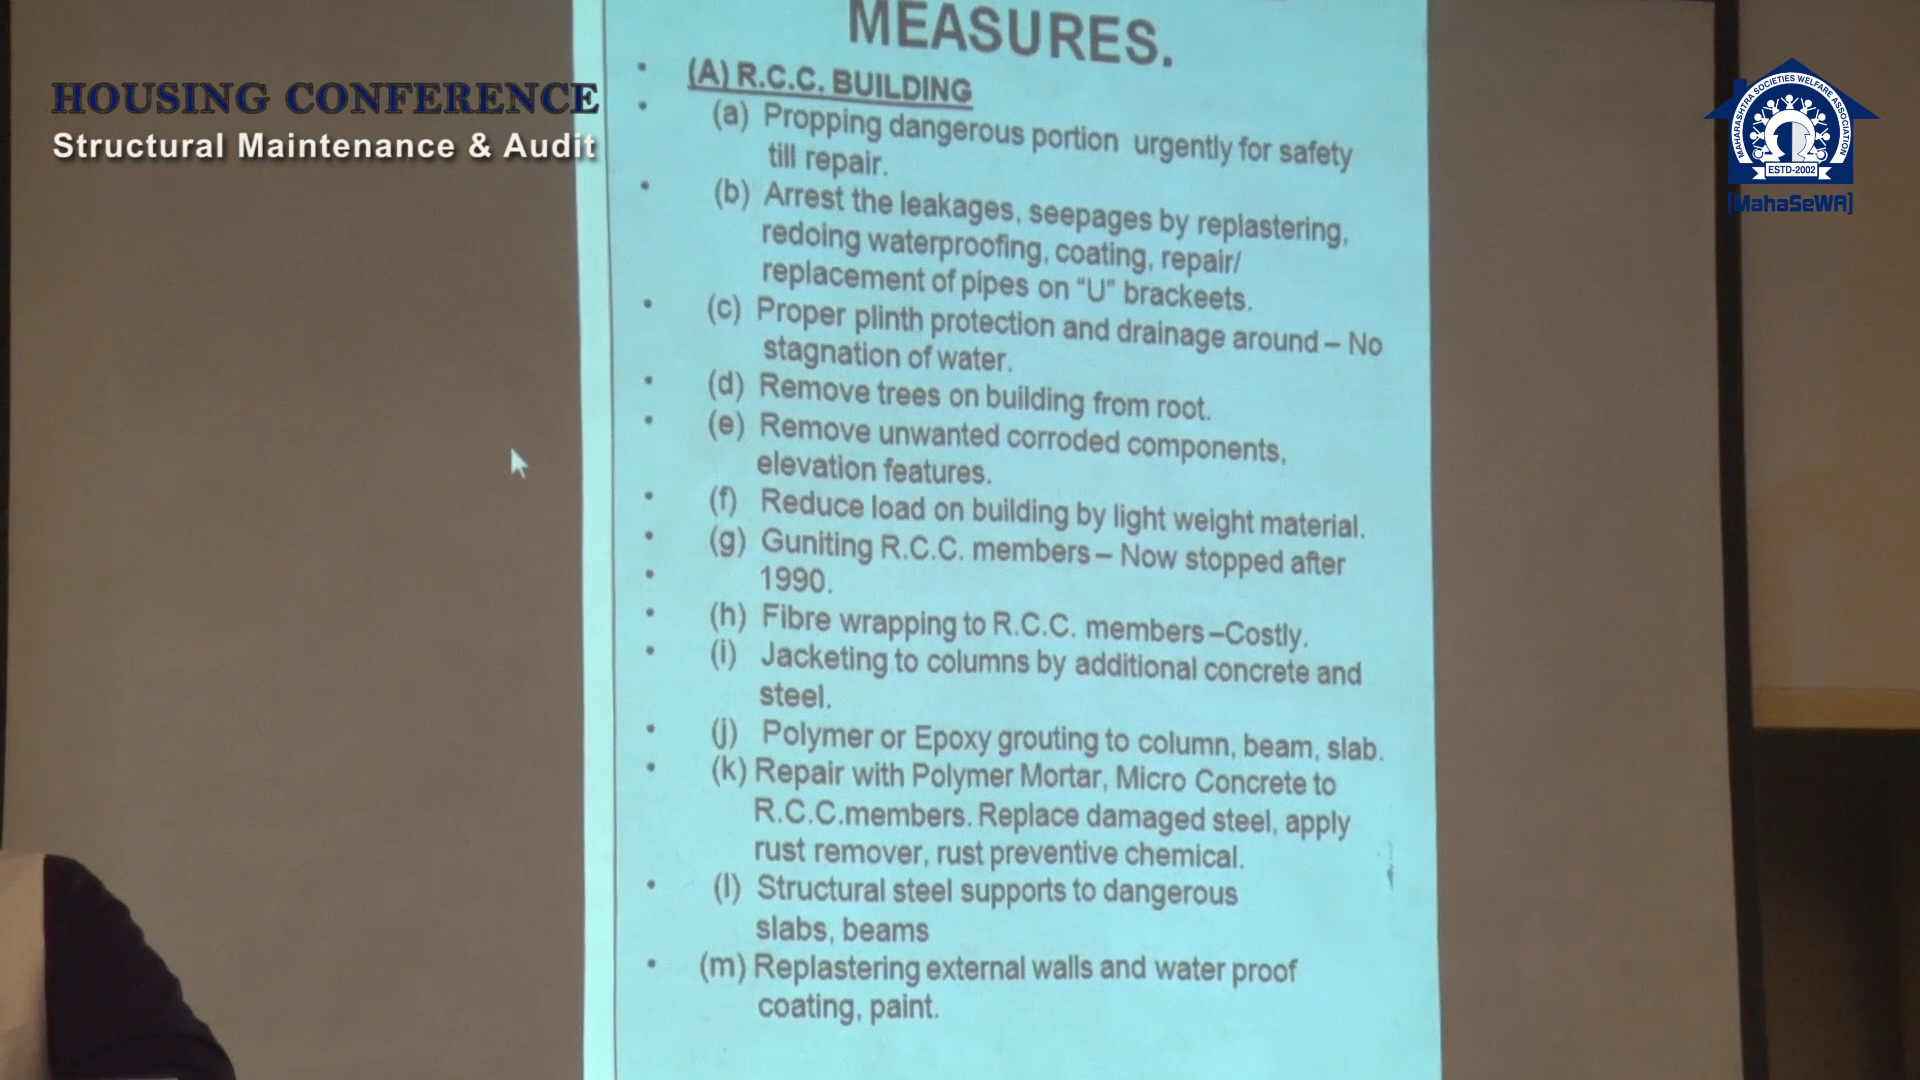 HOUSING CONFERENCE
Structural Maintenance & Audit
MAHARASHTRA SOCIETIES WELFARE ASSOCIATION
ESTD-2002
[MahaSeWA]
MEASURES.
• (A) R.C.C. BUILDING
• (a) Propping dangerous portion urgently for safety
till repair.
• (b) Arrest the leakages, seepages by replastering,
redoing waterproofing, coating, repair/
replacement of pipes on “U” brackeets.
• (c) Proper plinth protection and drainage around – No
stagnation of water.
• (d) Remove trees on building from root.
• (e) Remove unwanted corroded components,
elevation features.
• (f) Reduce load on building by light weight material.
• (g) Guniting R.C.C. members – Now stopped after
• 1990.
• (h) Fibre wrapping to R.C.C. members –Costly.
• (i) Jacketing to columns by additional concrete and
steel.
• (j) Polymer or Epoxy grouting to column, beam, slab.
• (k) Repair with Polymer Mortar, Micro Concrete to
R.C.C.members. Replace damaged steel, apply
rust remover, rust preventive chemical.
• (l) Structural steel supports to dangerous
slabs, beams
• (m) Replastering external walls and water proof
coating, paint.